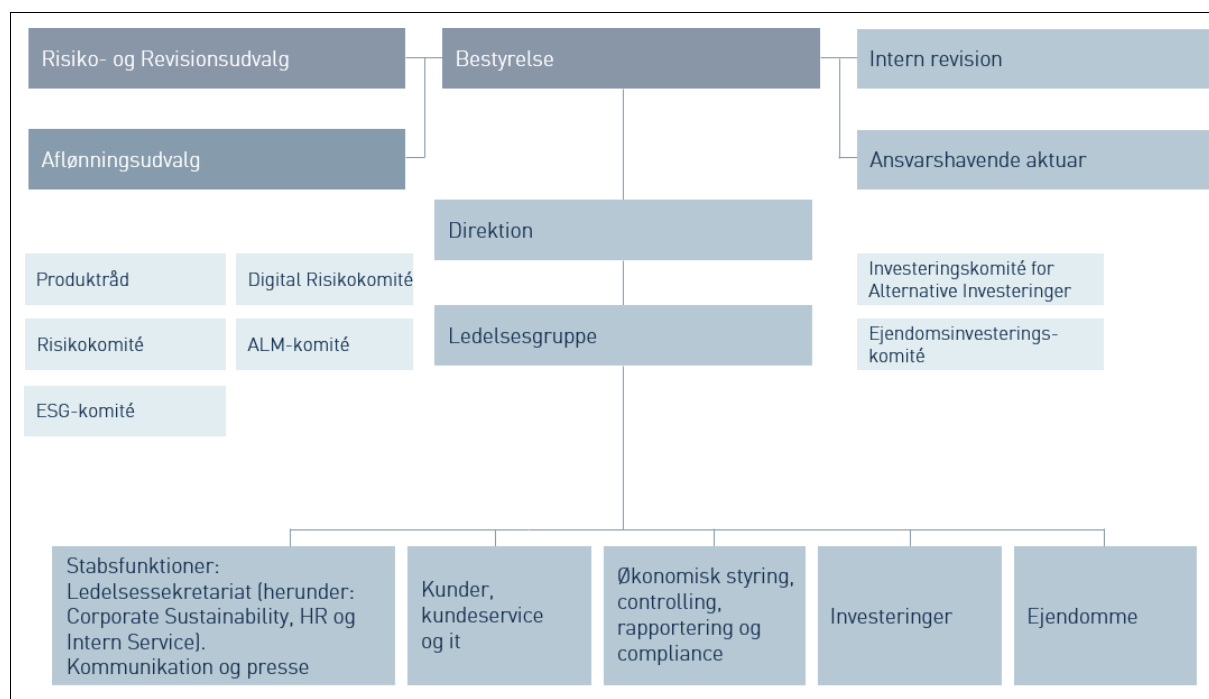 Risiko- og Revisionsudvalg
Bestyrelse
Intern revision
Aflønningsudvalg
Ansvarshavende aktuar
Direktion
Produktråd
Digital Risikokomité
Investeringskomité for
Alternative Investeringer
Risikokomité
ALM-komité
Ledelsesgruppe
Ejendomsinvesterings-
komité
ESG-komité
Stabsfunktioner:
Ledelsessekretariat (herunder:
Corporate Sustainability, HR og
Intern Service).
Kommunikation og presse
Kunder,
kundeservice
og it
Økonomisk styring,
controlling,
rapportering og
compliance
Investeringer
Ejendomme